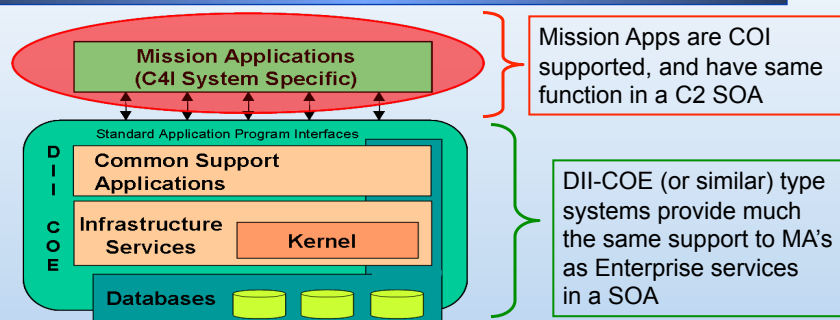 Mission Applications
(C4I System Specific)
Mission Apps are COI
supported, and have same
function in a C2 SOA
Standard Application Program Interfaces
DII COE
Common Support
Applications
Infrastructure
Services
Kernel
Databases
DII-COE (or similar) type
systems provide much
the same support to MA's
as Enterprise services
in a SOA